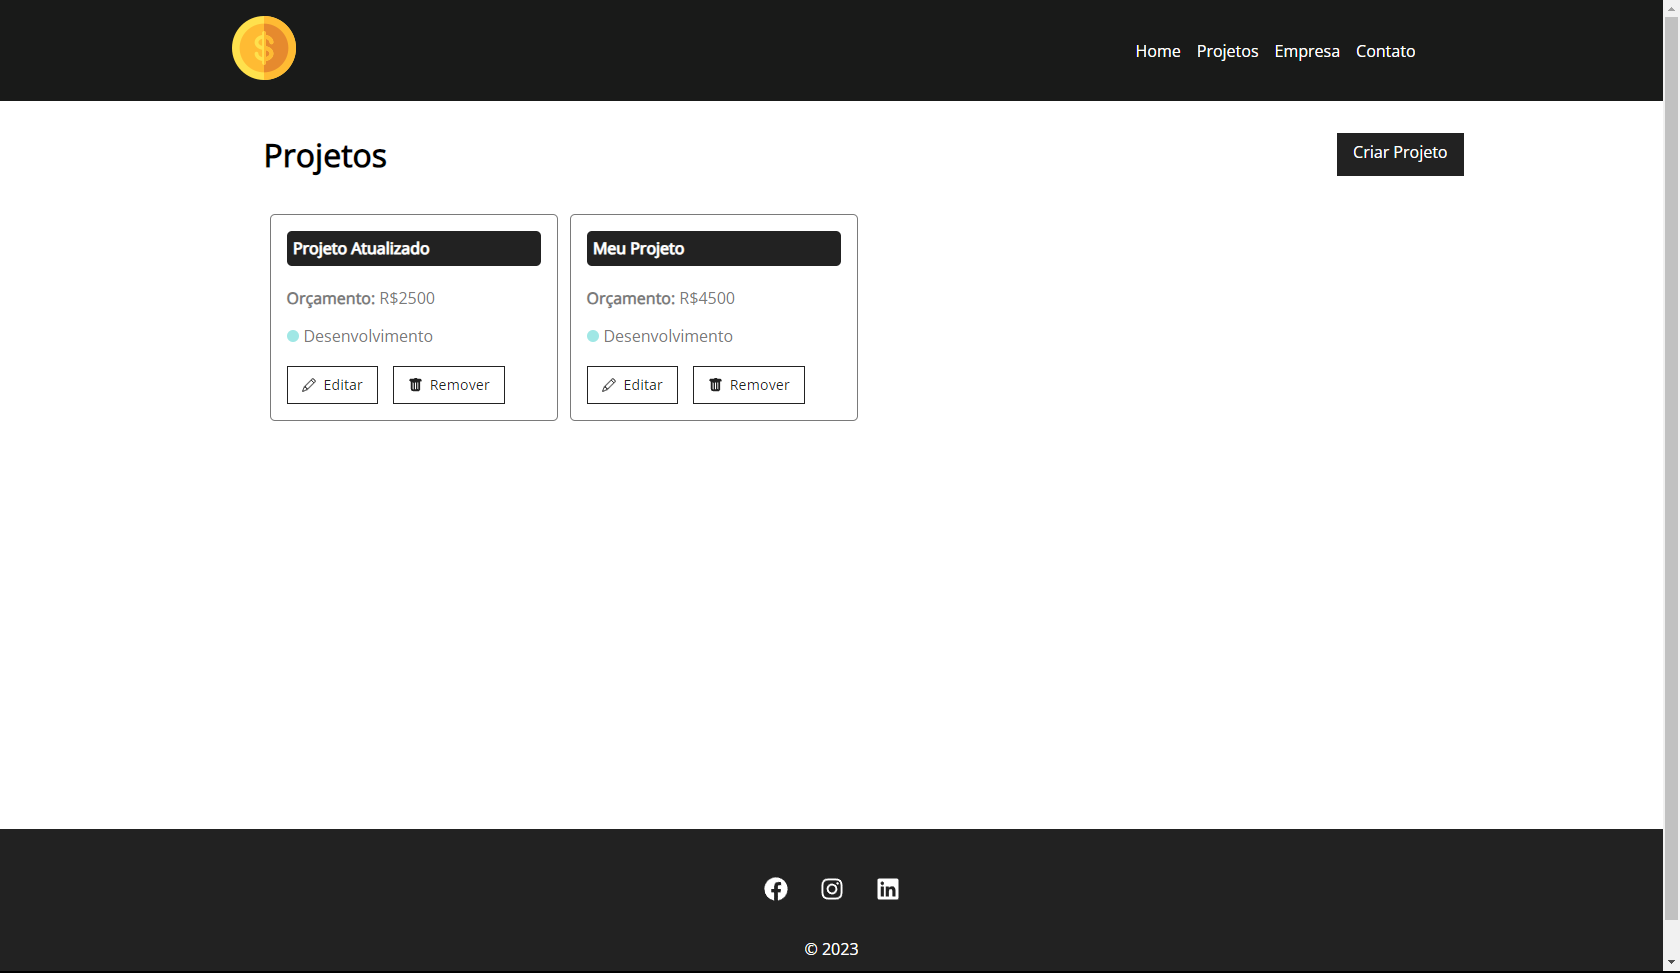 $
Home Projetos Empresa Contato
Projetos
Criar Projeto
Projeto Atualizado
Orçamento: R$2500
Desenvolvimento
Editar Remover
Meu Projeto
Orçamento: R$4500
Desenvolvimento
Editar Remover
© 2023